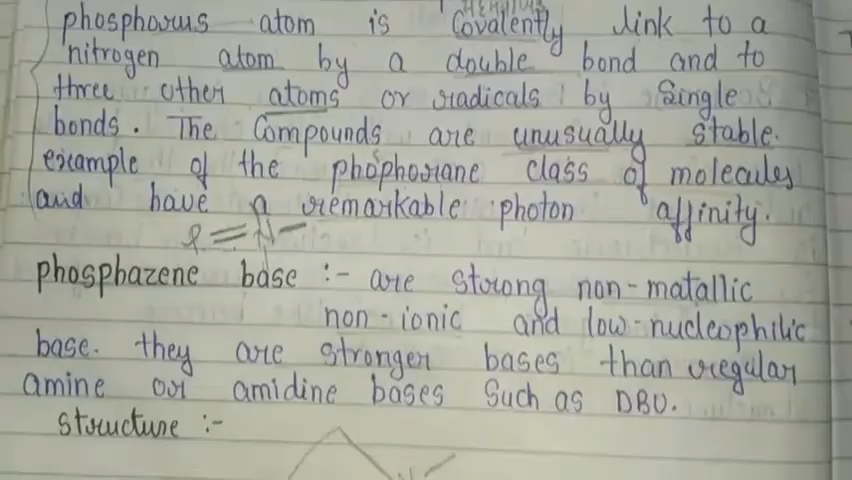 phosphorus atom is covalently link to a
nitrogen atom by a double bond and to
three other atoms or radicals by single
bonds. The Compounds are unusually stable.
example of the phophorane class of molecules
and have a remarkable photon affinity.
P=N-
phosphazene base :- are strong non-matallic
non-ionic and low-nucleophilic
base. they are stronger bases than regular
amine or amidine bases such as DBU.
structure :-
N